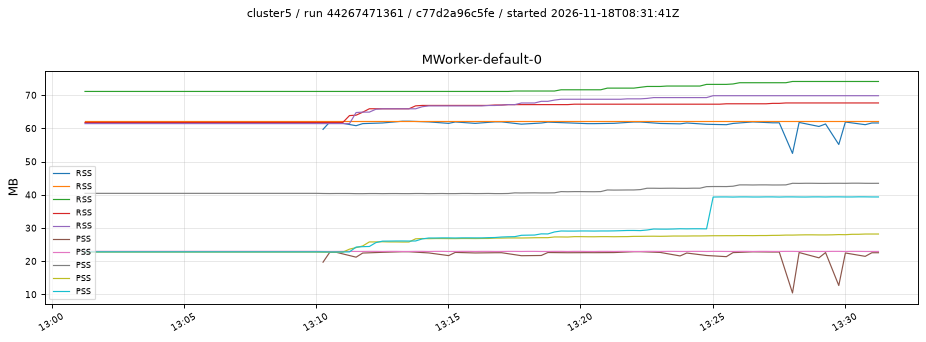 cluster5 / run 44267471361 / c77d2a96c5fe / started 2026-11-18T08:31:41Z
MWorker-default-0
MB
70
60
50
40
30
20
10
RSS
RSS
RSS
RSS
RSS
PSS
PSS
PSS
PSS
PSS
13:00
13:05
13:10
13:15
13:20
13:25
13:30